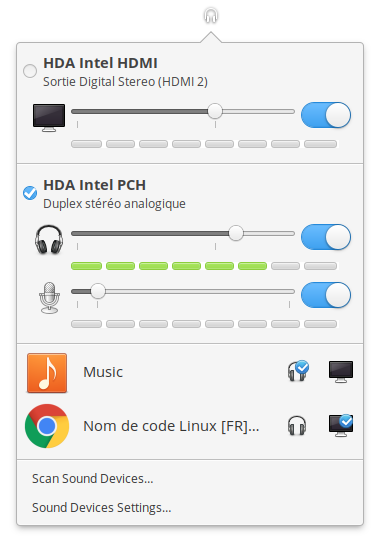 HDA Intel HDMI
Sortie Digital Stereo (HDMI 2)
HDA Intel PCH
Duplex stéréo analogique
Music
Nom de code Linux [FR]...
Scan Sound Devices...
Sound Devices Settings...